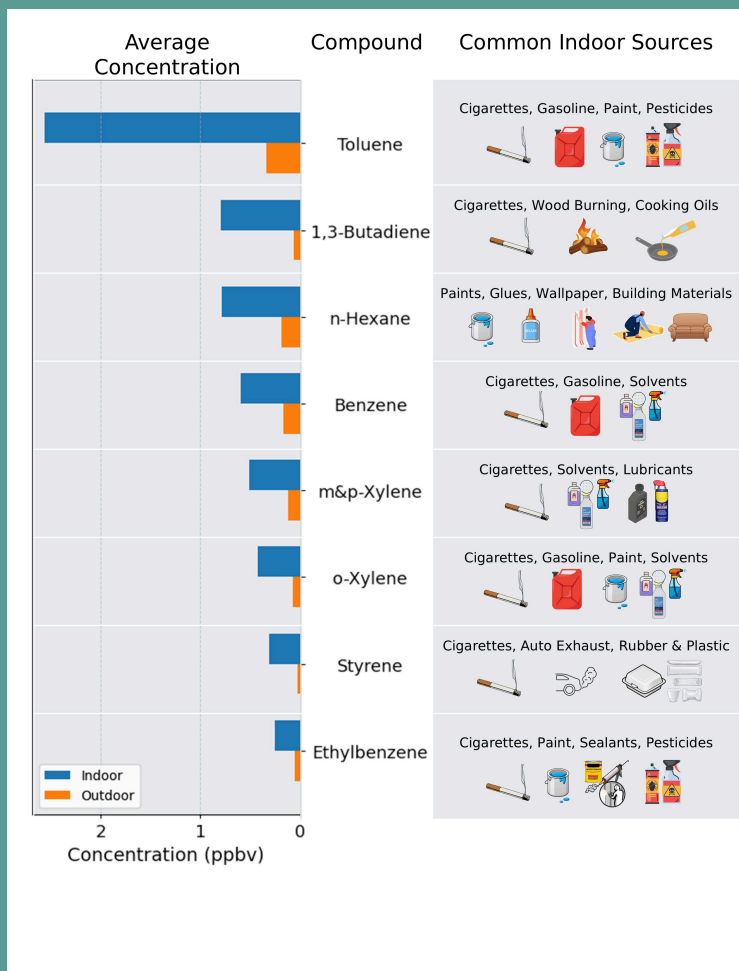 Average
Concentration
Compound
Common Indoor Sources
Toluene
Cigarettes, Gasoline, Paint, Pesticides
1,3-Butadiene
Cigarettes, Wood Burning, Cooking Oils
n-Hexane
Paints, Glues, Wallpaper, Building Materials
Benzene
Cigarettes, Gasoline, Solvents
m&p-Xylene
Cigarettes, Solvents, Lubricants
o-Xylene
Cigarettes, Gasoline, Paint, Solvents
Styrene
Cigarettes, Auto Exhaust, Rubber & Plastic
Ethylbenzene
Cigarettes, Paint, Sealants, Pesticides
Indoor
Outdoor
2 1 0
Concentration (ppbv)